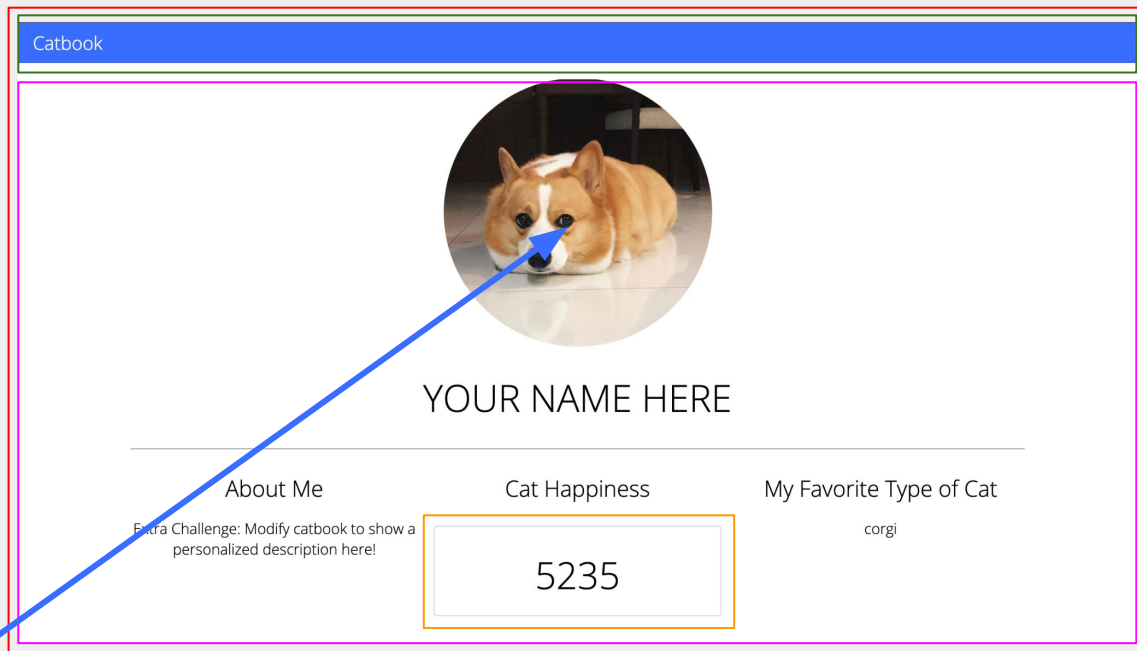 Catbook
YOUR NAME HERE
About Me
Cat Happiness
My Favorite Type of Cat
Extra Challenge: Modify catbook to show a
personalized description here!
5235
corgi